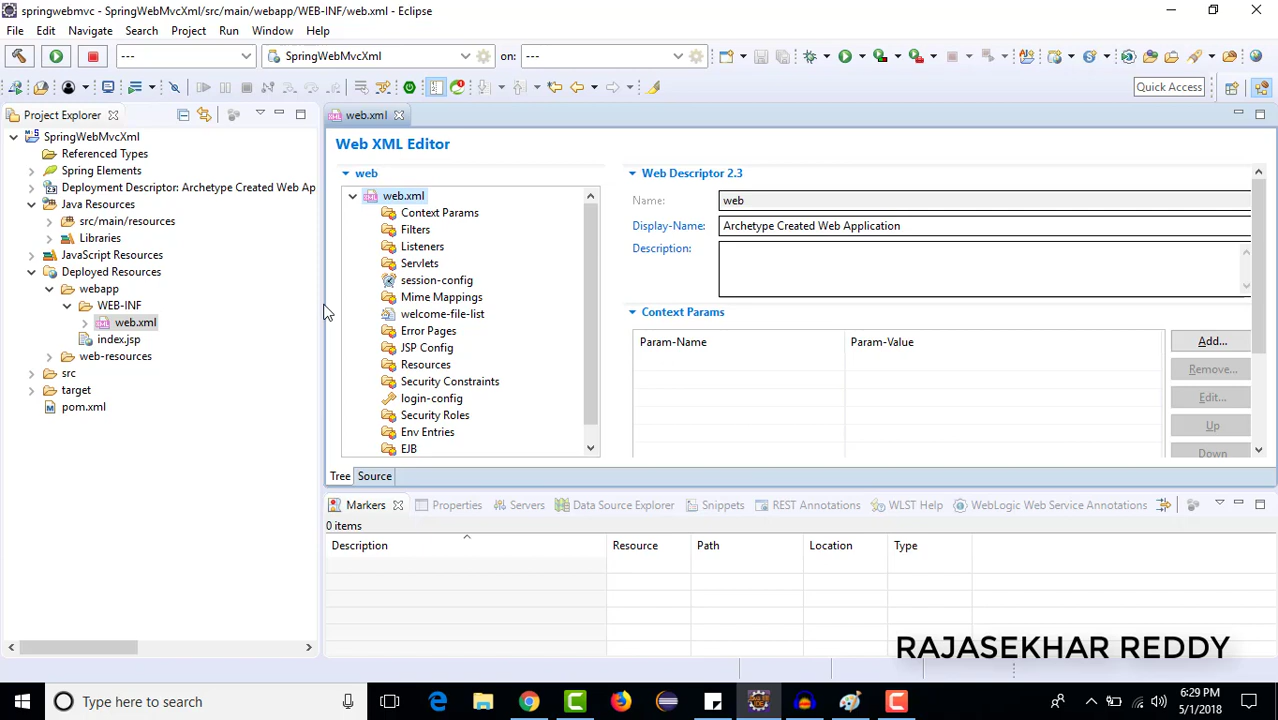 springwebmvc - SpringWebMvcXml/src/main/webapp/WEB-INF/web.xml - Eclipse
File Edit Navigate Search Project Run Window Help
--- SpringWebMvcXml on: ---
Quick Access
Project Explorer
SpringWebMvcXml
Referenced Types
Spring Elements
Deployment Descriptor: Archetype Created Web Ap
Java Resources
src/main/resources
Libraries
JavaScript Resources
Deployed Resources
webapp
WEB-INF
web.xml
index.jsp
web-resources
src
target
pom.xml
web.xml
Web XML Editor
web
web.xml
Context Params
Filters
Listeners
Servlets
session-config
Mime Mappings
welcome-file-list
Error Pages
JSP Config
Resources
Security Constraints
login-config
Security Roles
Env Entries
EJB
Web Descriptor 2.3
Name: web
Display-Name: Archetype Created Web Application
Description:
Context Params
Param-Name Param-Value
Add...
Remove...
Edit...
Up
Down
Tree Source
Markers Properties Servers Data Source Explorer Snippets REST Annotations WLST Help WebLogic Web Service Annotations
0 items
Description Resource Path Location Type
RAJASEKHAR REDDY
Type here to search
6:29 PM
5/1/2018